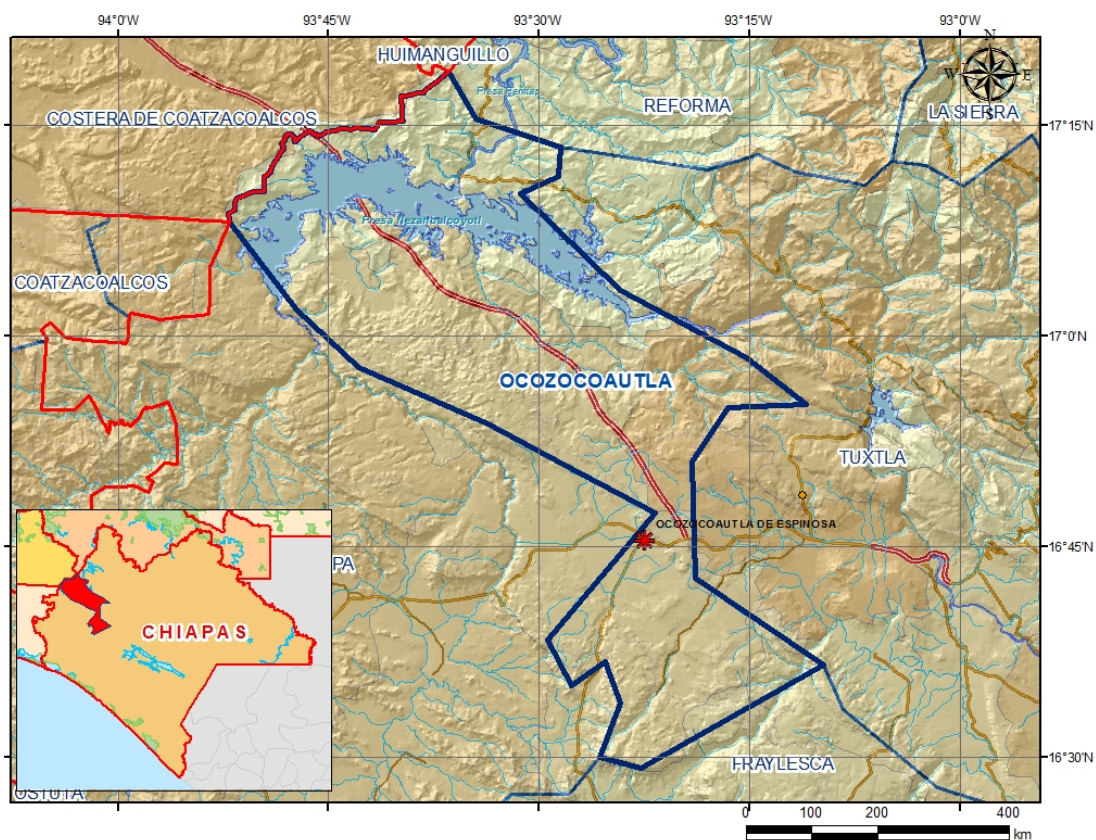 94°0'W 93°45'W 93°30'W 93°15'W 93°0'W
N
W E
S
HUIMANGUILLO
Presa Peñitas
REFORMA
LA SIERRA
COSTERA DE COATZACOALCOS
17°15'
Presa Nezahualcoyotl
COATZACOALCOS
17°0'
OCOZOCOAUTLA
TUXTLA
OCOZOCOAUTLA DE ESPINOSA
16°45'
PA
CHIAPAS
FRAYLESCA
16°30'
OSTUTA
0 100 200 400
km